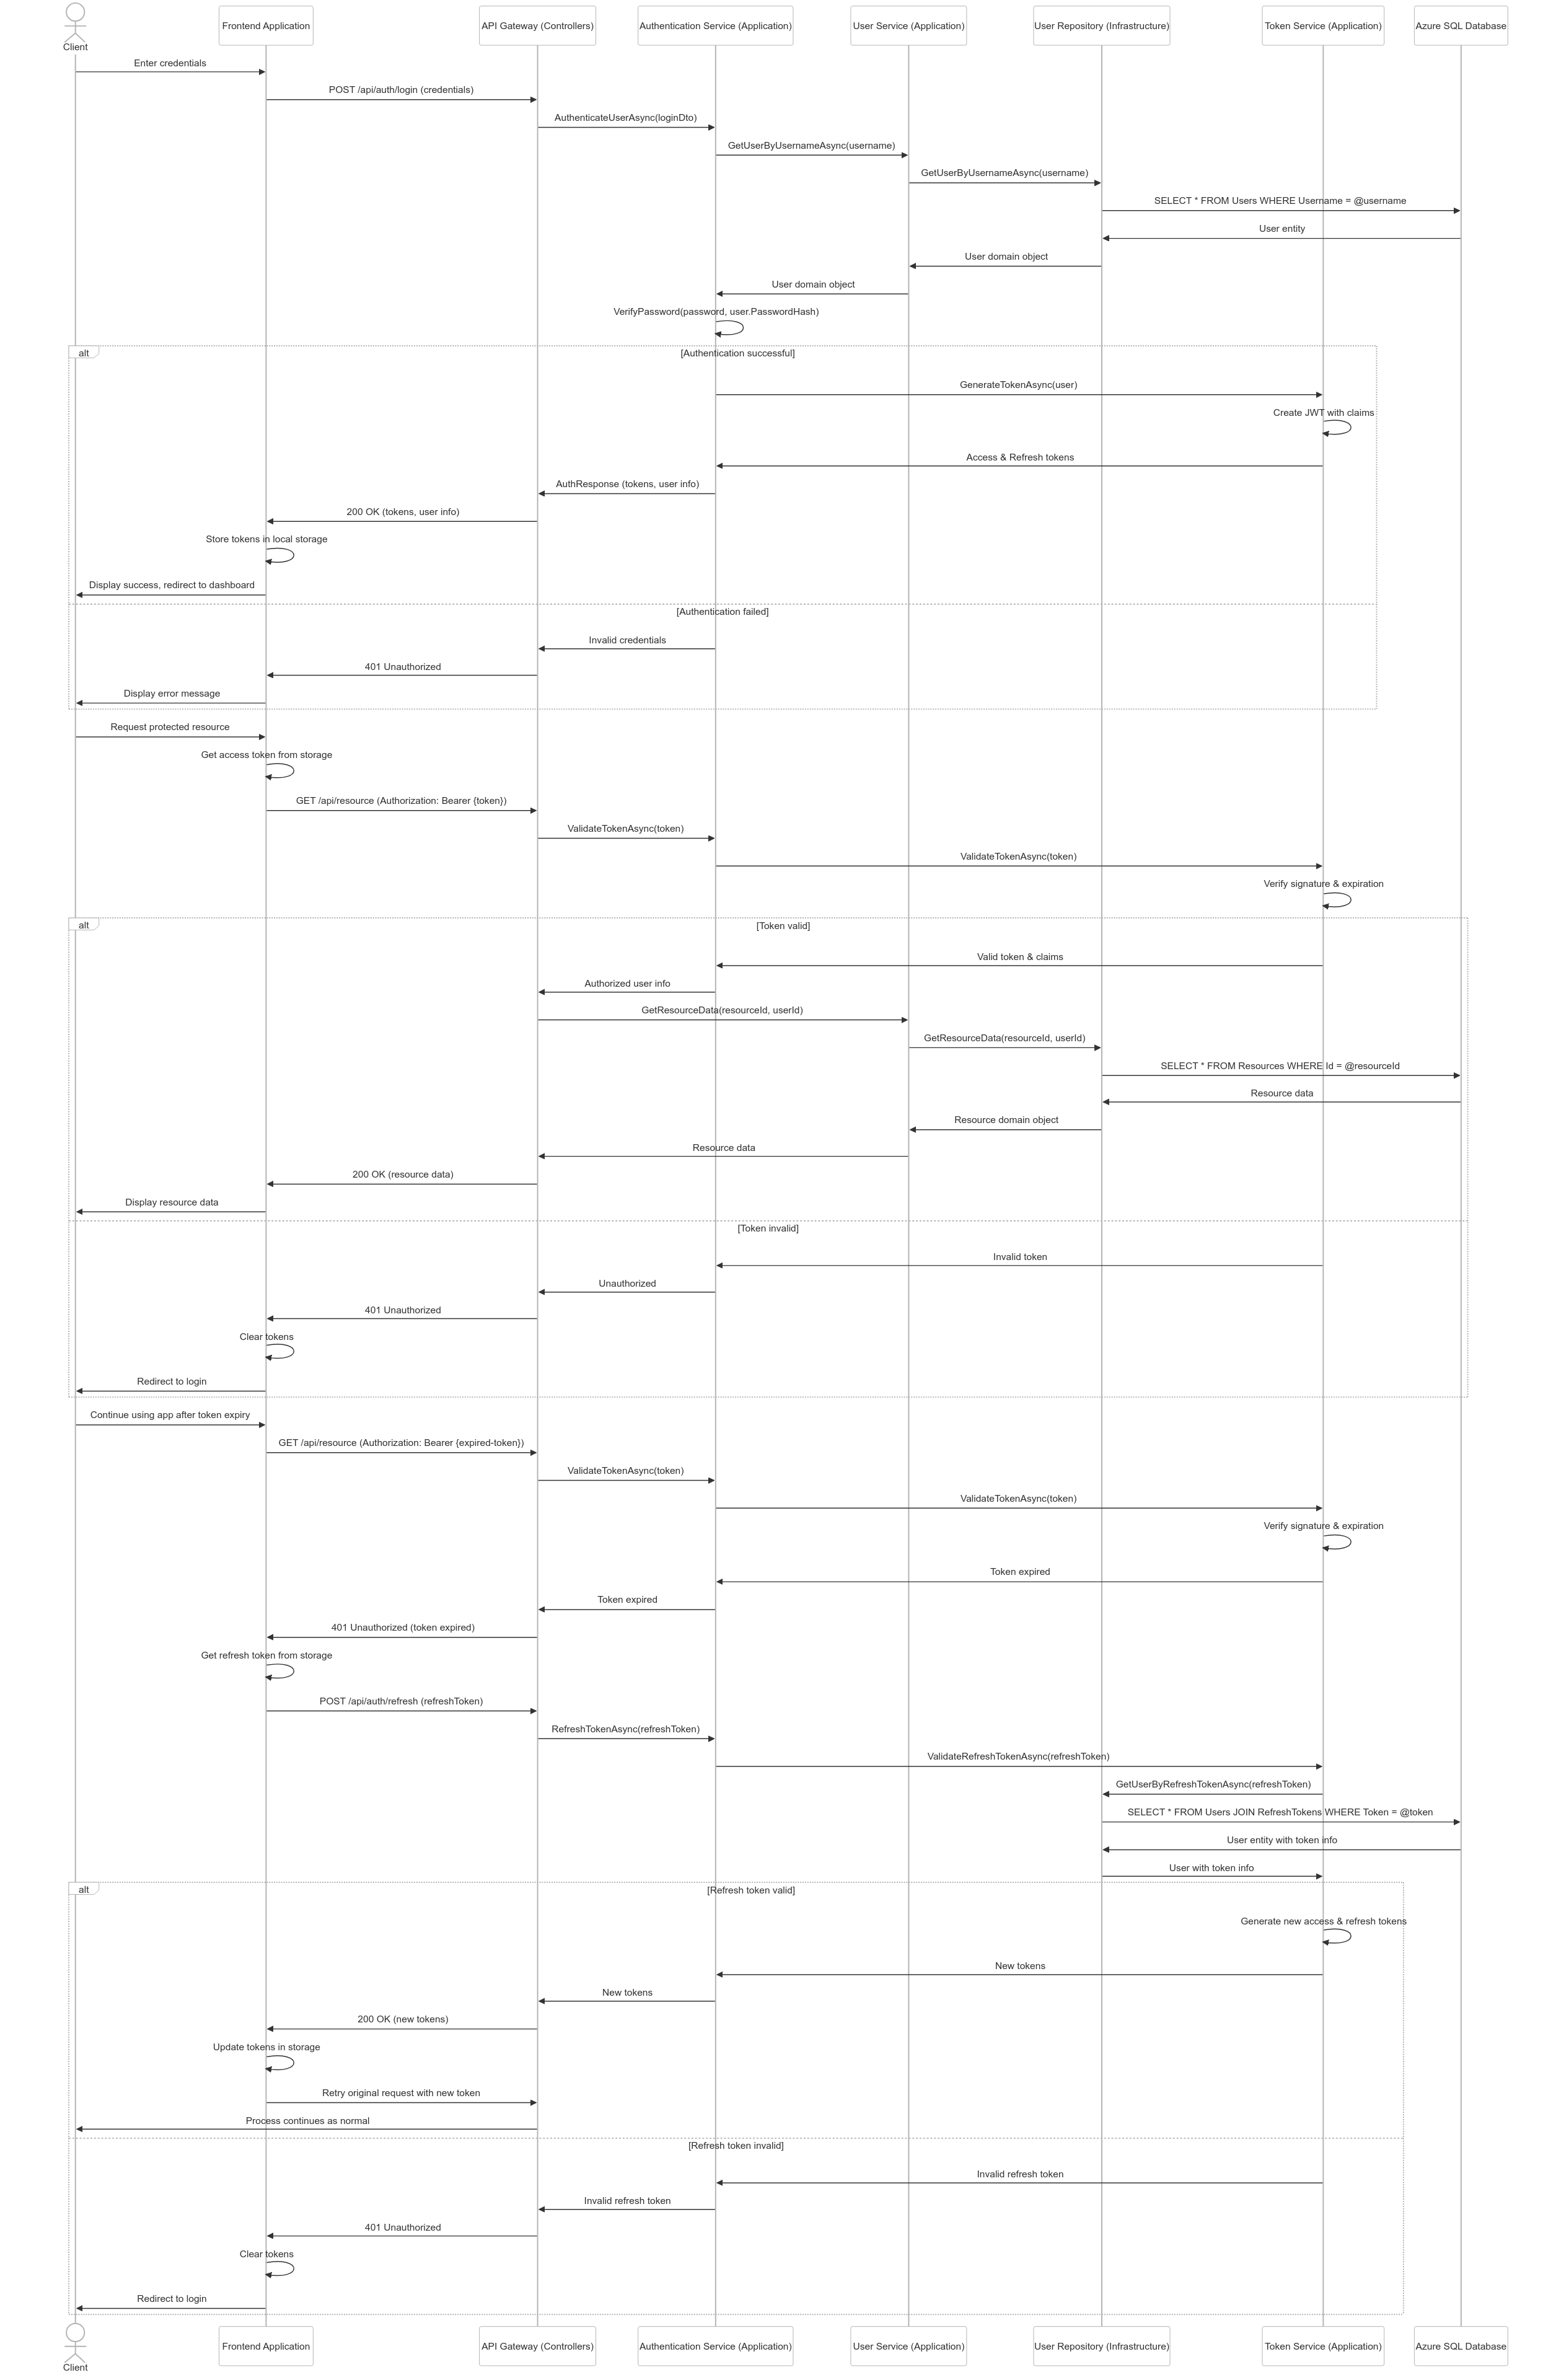 Client
Frontend Application
API Gateway (Controllers)
Authentication Service (Application)
User Service (Application)
User Repository (Infrastructure)
Token Service (Application)
Azure SQL Database
Enter credentials
POST /api/auth/login (credentials)
AuthenticateUserAsync(loginDto)
GetUserByUsernameAsync(username)
GetUserByUsernameAsync(username)
SELECT * FROM Users WHERE Username = @username
User entity
User domain object
User domain object
VerifyPassword(password, user.PasswordHash)
alt
[Authentication successful]
GenerateTokenAsync(user)
Create JWT with claims
Access & Refresh tokens
AuthResponse (tokens, user info)
200 OK (tokens, user info)
Store tokens in local storage
Display success, redirect to dashboard
[Authentication failed]
Invalid credentials
401 Unauthorized
Display error message
Request protected resource
Get access token from storage
GET /api/resource (Authorization: Bearer {token})
ValidateTokenAsync(token)
ValidateTokenAsync(token)
Verify signature & expiration
alt
[Token valid]
Valid token & claims
Authorized user info
GetResourceData(resourceId, userId)
GetResourceData(resourceId, userId)
SELECT * FROM Resources WHERE Id = @resourceId
Resource data
Resource domain object
Resource data
200 OK (resource data)
Display resource data
[Token invalid]
Invalid token
Unauthorized
401 Unauthorized
Clear tokens
Redirect to login
Continue using app after token expiry
GET /api/resource (Authorization: Bearer {expired-token})
ValidateTokenAsync(token)
ValidateTokenAsync(token)
Verify signature & expiration
Token expired
Token expired
401 Unauthorized (token expired)
Get refresh token from storage
POST /api/auth/refresh (refreshToken)
RefreshTokenAsync(refreshToken)
ValidateRefreshTokenAsync(refreshToken)
GetUserByRefreshTokenAsync(refreshToken)
SELECT * FROM Users JOIN RefreshTokens WHERE Token = @token
User entity with token info
User with token info
alt
[Refresh token valid]
Generate new access & refresh tokens
New tokens
New tokens
200 OK (new tokens)
Update tokens in storage
Retry original request with new token
Process continues as normal
[Refresh token invalid]
Invalid refresh token
Invalid refresh token
401 Unauthorized
Clear tokens
Redirect to login
Client
Frontend Application
API Gateway (Controllers)
Authentication Service (Application)
User Service (Application)
User Repository (Infrastructure)
Token Service (Application)
Azure SQL Database